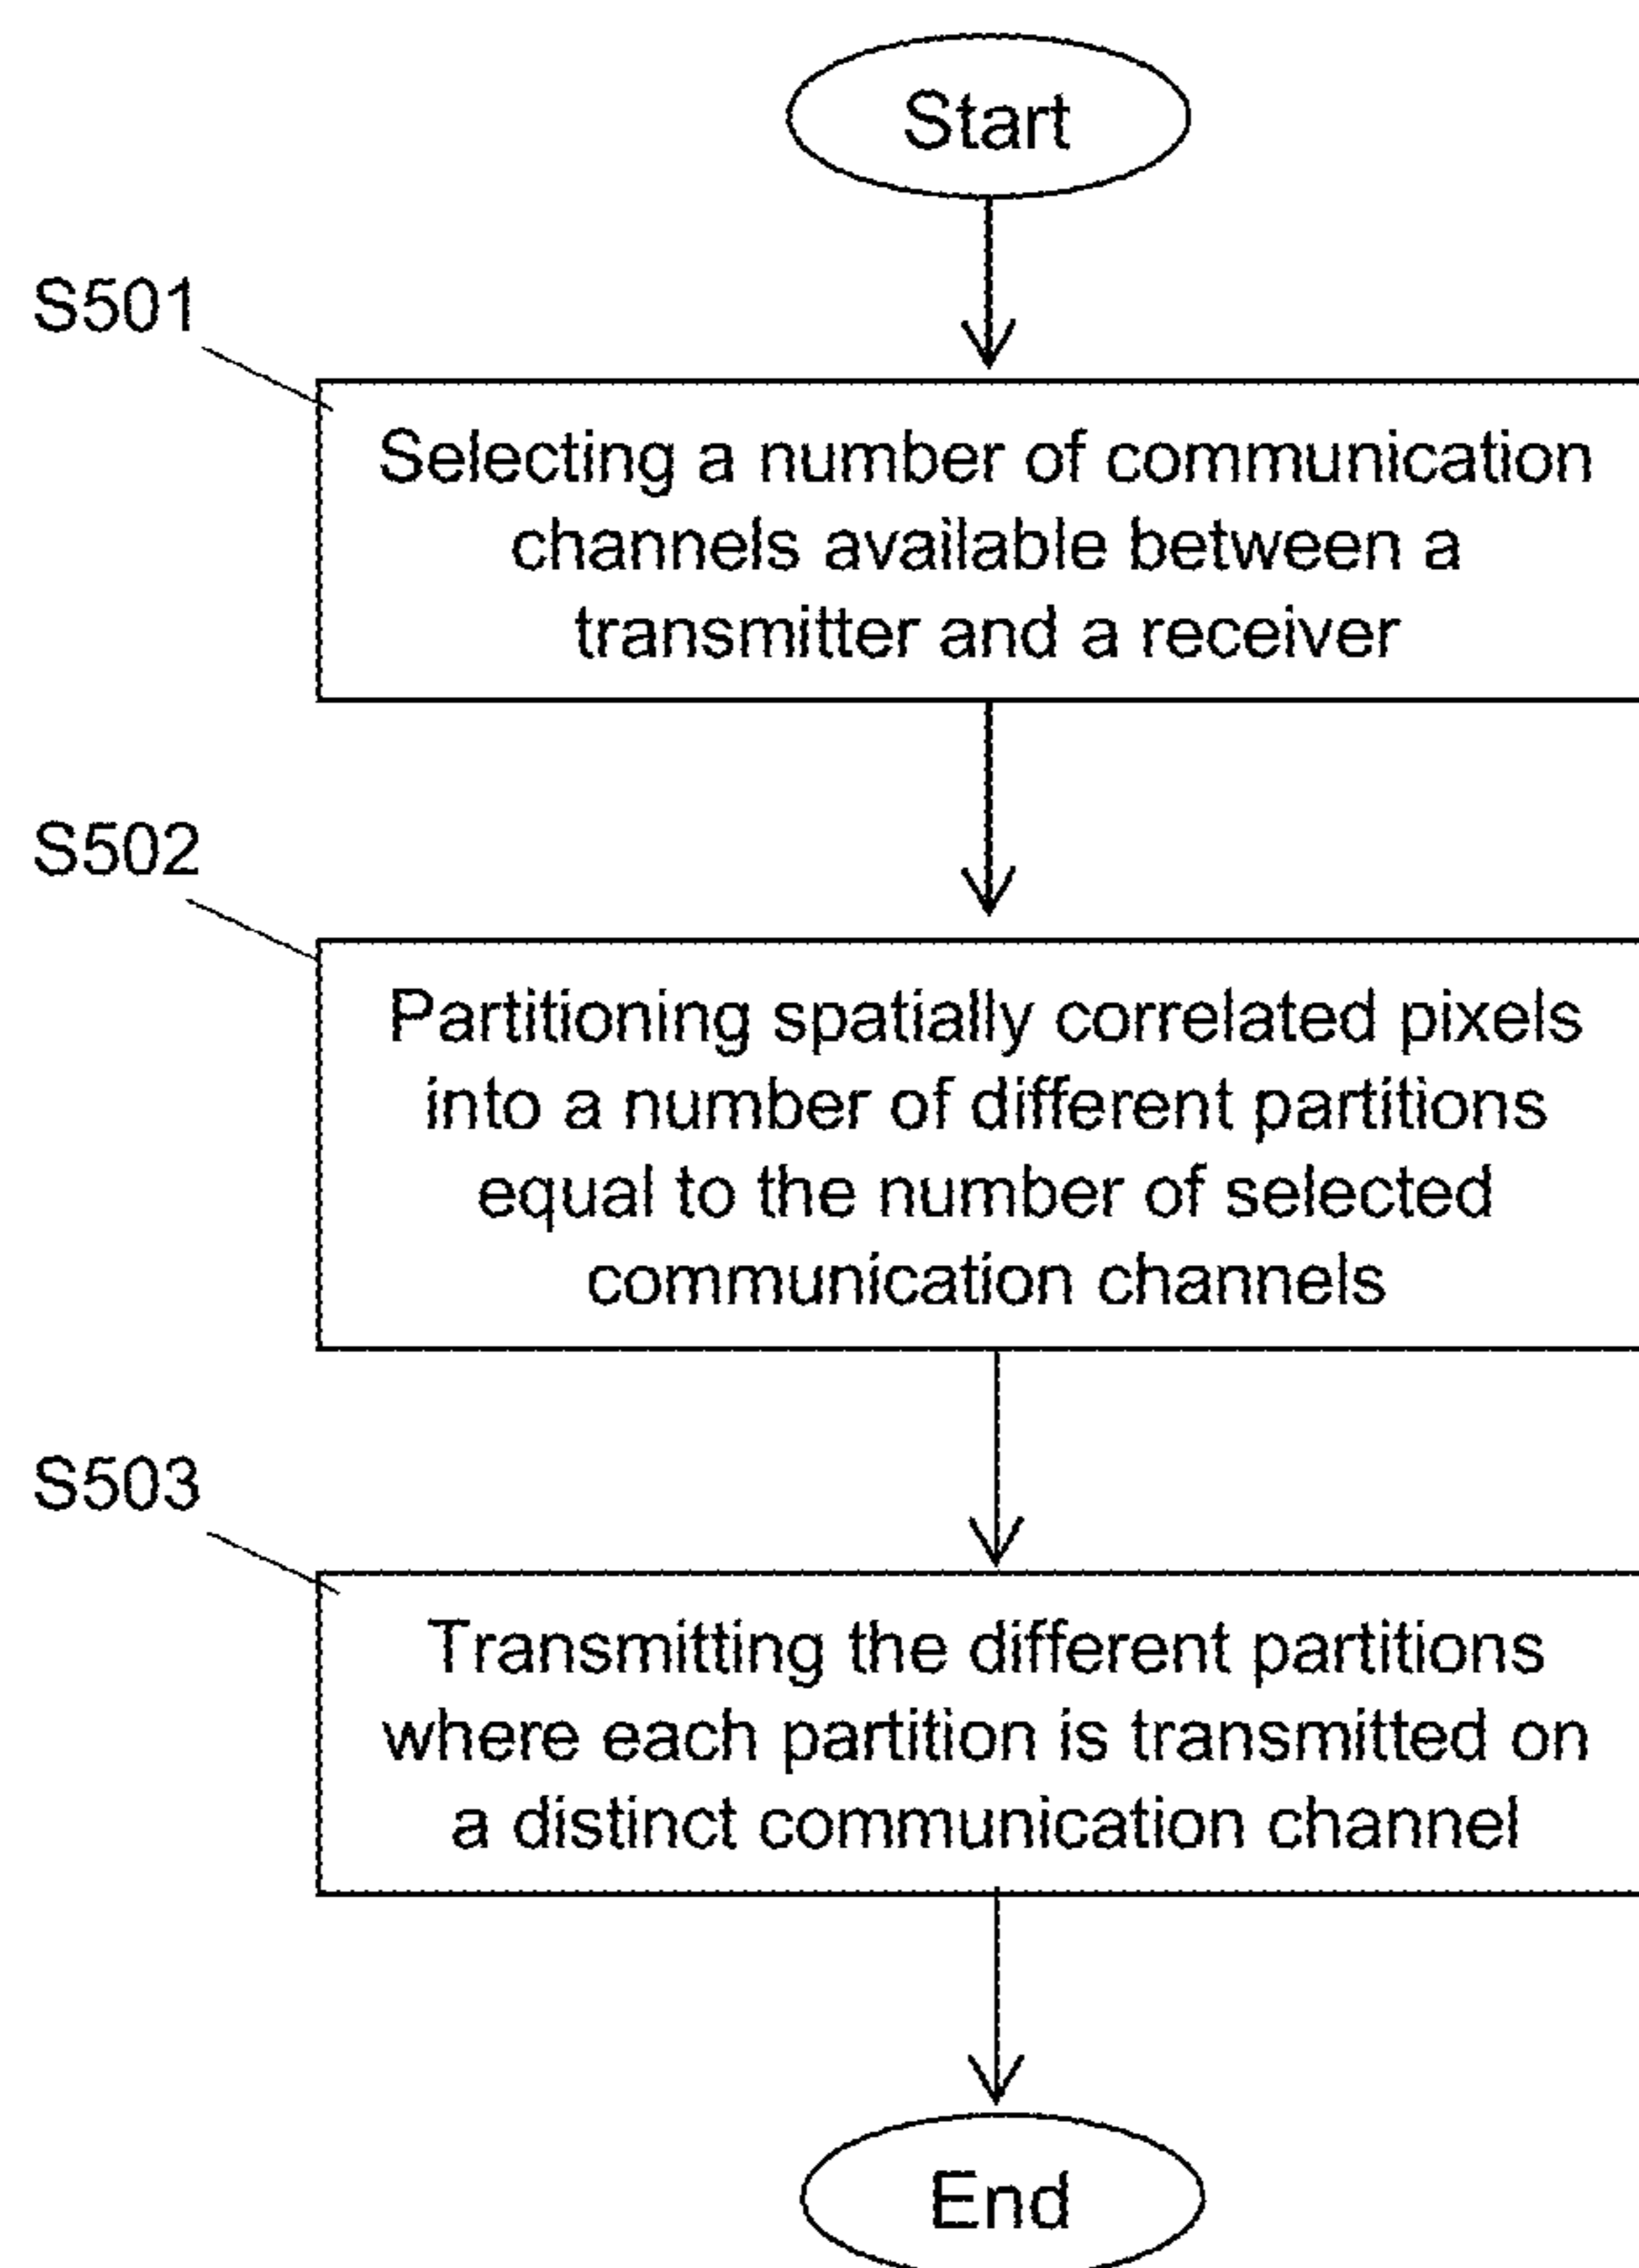 Start
S501
Selecting a number of communication
channels available between a
transmitter and a receiver
S502
Partitioning spatially correlated pixels
into a number of different partitions
equal to the number of selected
communication channels
S503
Transmitting the different partitions
where each partition is transmitted on
a distinct communication channel
End